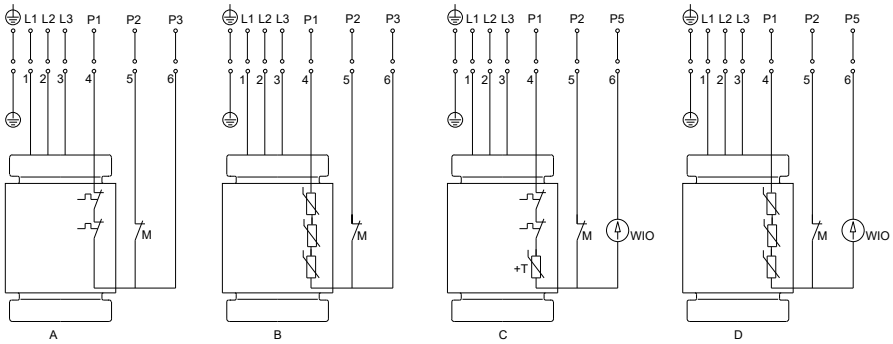 L1 L2 L3 P1 P2 P3
1 2 3 4 5 6
M
A
L1 L2 L3 P1 P2 P3
1 2 3 4 5 6
M
B
L1 L2 L3 P1 P2 P5
1 2 3 4 5 6
M WIO
+T
C
L1 L2 L3 P1 P2 P5
1 2 3 4 5 6
M WIO
D